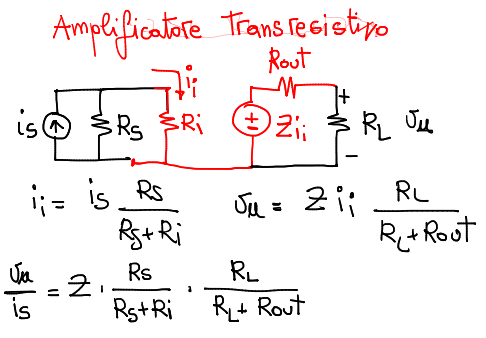 Amplificatore Transresistivo
Rout
ii
is Rs Ri Zii RL vu
+
−
ii = is Rs / (Rs+Ri) vu = Z ii RL / (RL+Rout)
vu / is = Z · Rs / (Rs+Ri) · RL / (RL+Rout)